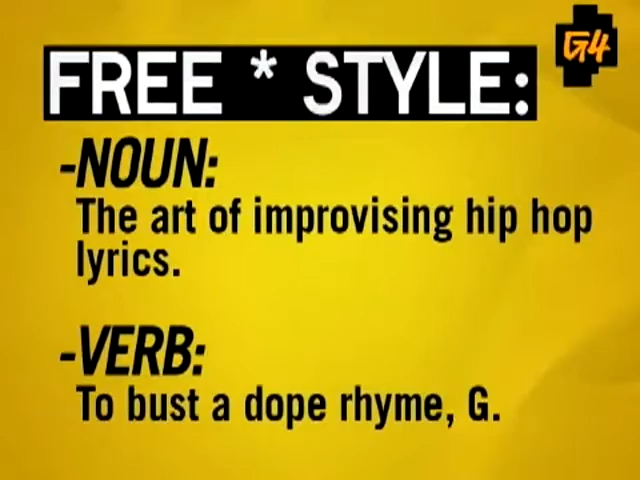 G4
FREE * STYLE:
-NOUN:
The art of improvising hip hop
lyrics.
-VERB:
To bust a dope rhyme, G.